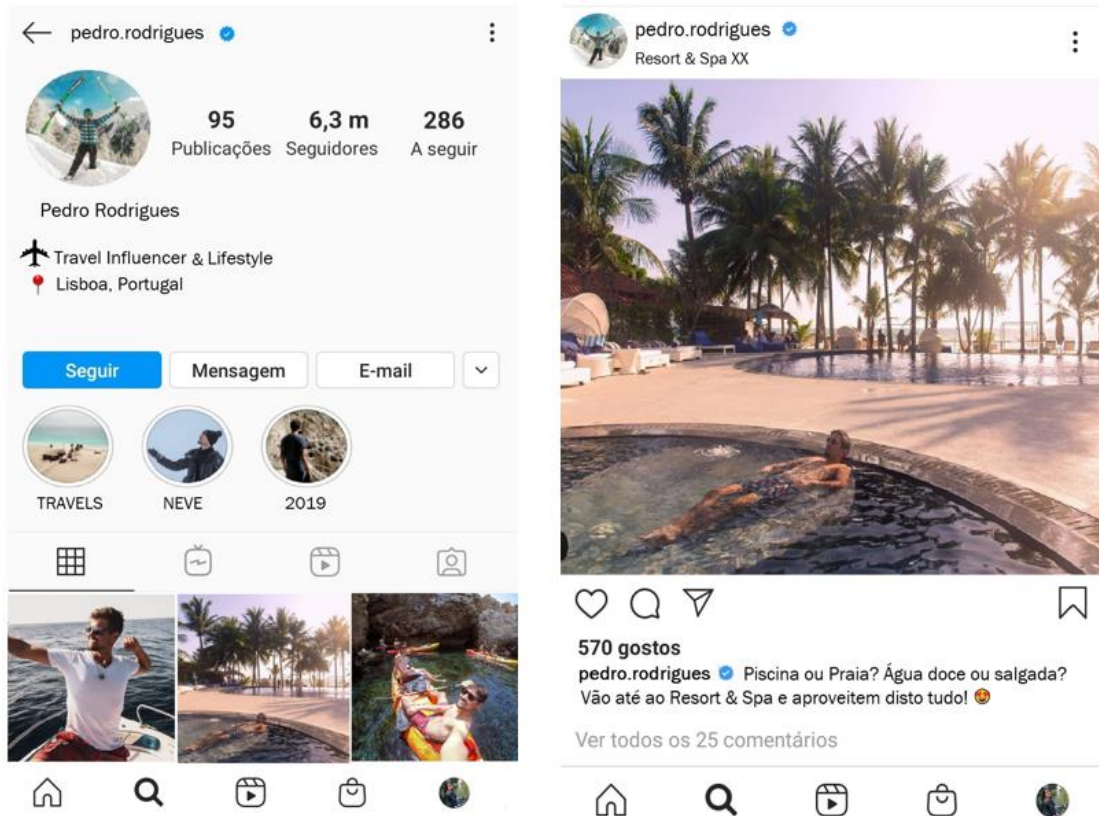 pedro.rodrigues
95 6,3 m 286
Publicações Seguidores A seguir
Pedro Rodrigues
Travel Influencer & Lifestyle
Lisboa, Portugal
Seguir Mensagem E-mail
TRAVELS NEVE 2019
pedro.rodrigues
Resort & Spa XX
570 gostos
pedro.rodrigues Piscina ou Praia? Água doce ou salgada?
Vão até ao Resort & Spa e aproveitem disto tudo! 🤩
Ver todos os 25 comentários